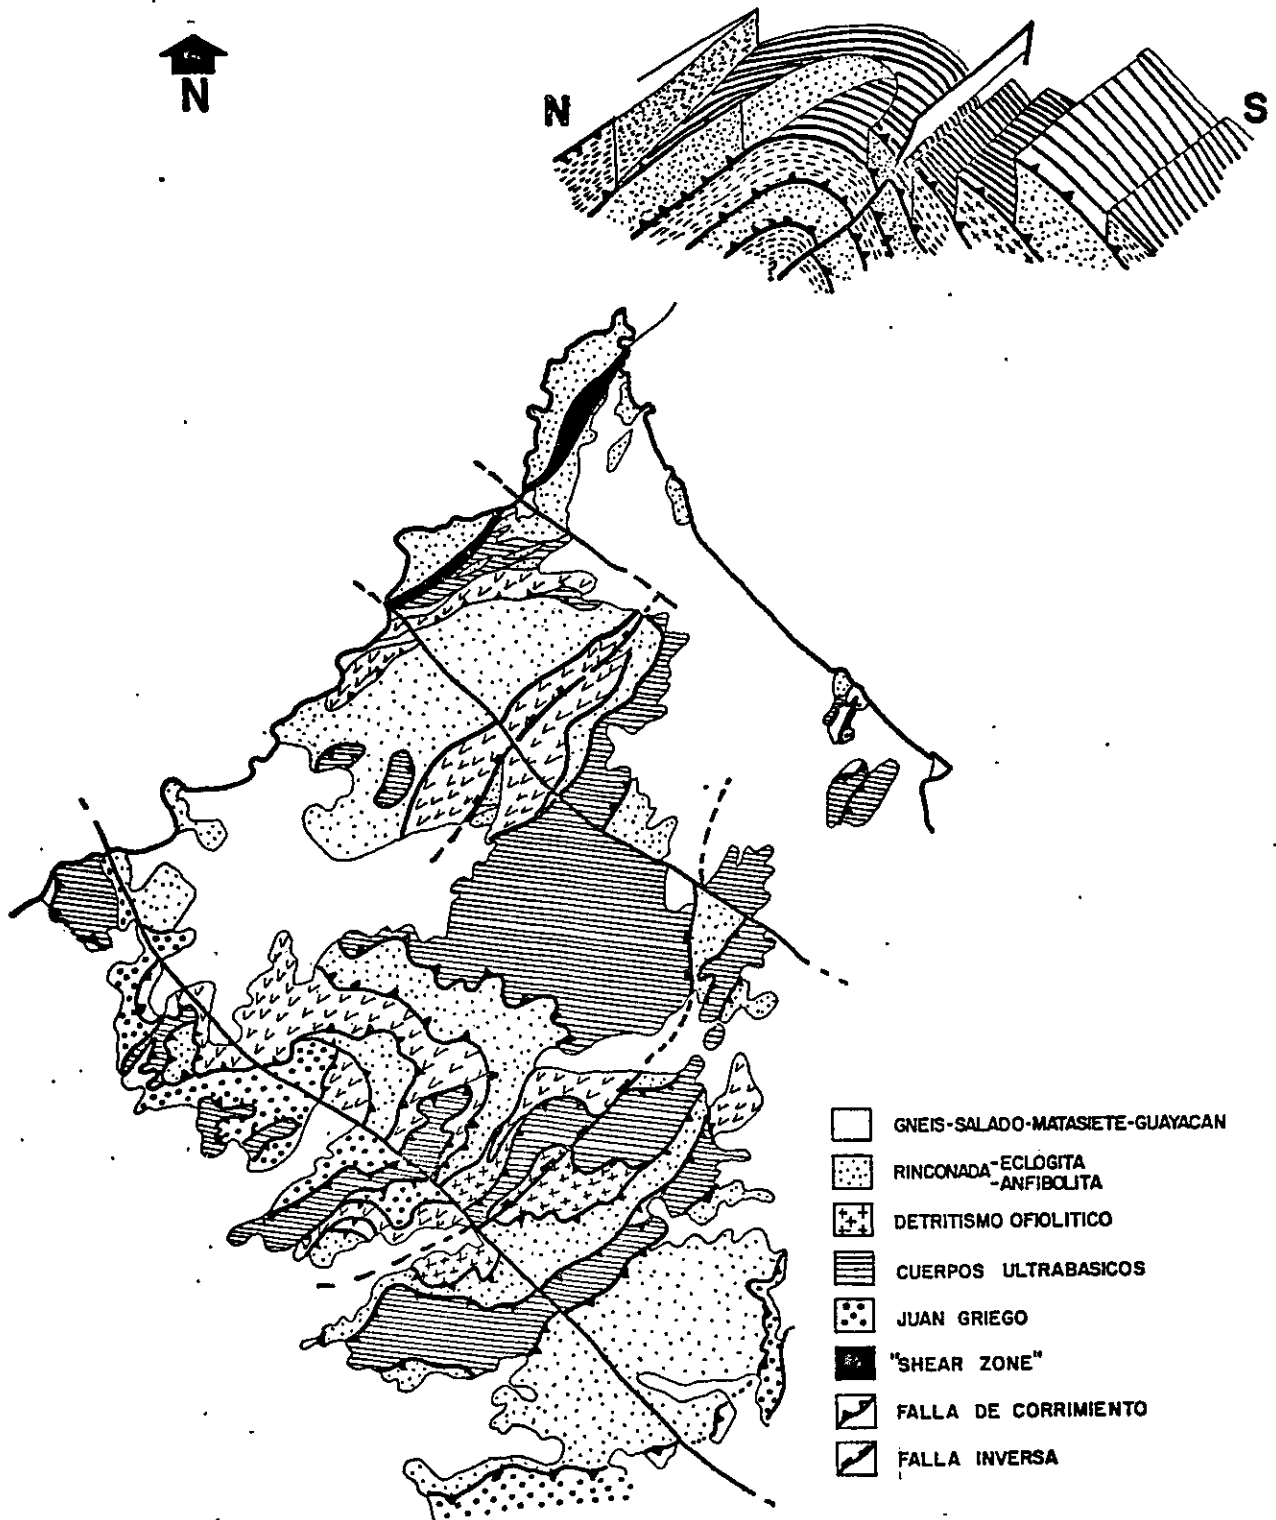 N
N
S
GNEIS-SALADO-MATASIETE-GUAYACAN
RINCONADA-ECLOGITA
-ANFIBOLITA
DETRITISMO OFIOLITICO
CUERPOS ULTRABASICOS
JUAN GRIEGO
"SHEAR ZONE"
FALLA DE CORRIMIENTO
FALLA INVERSA